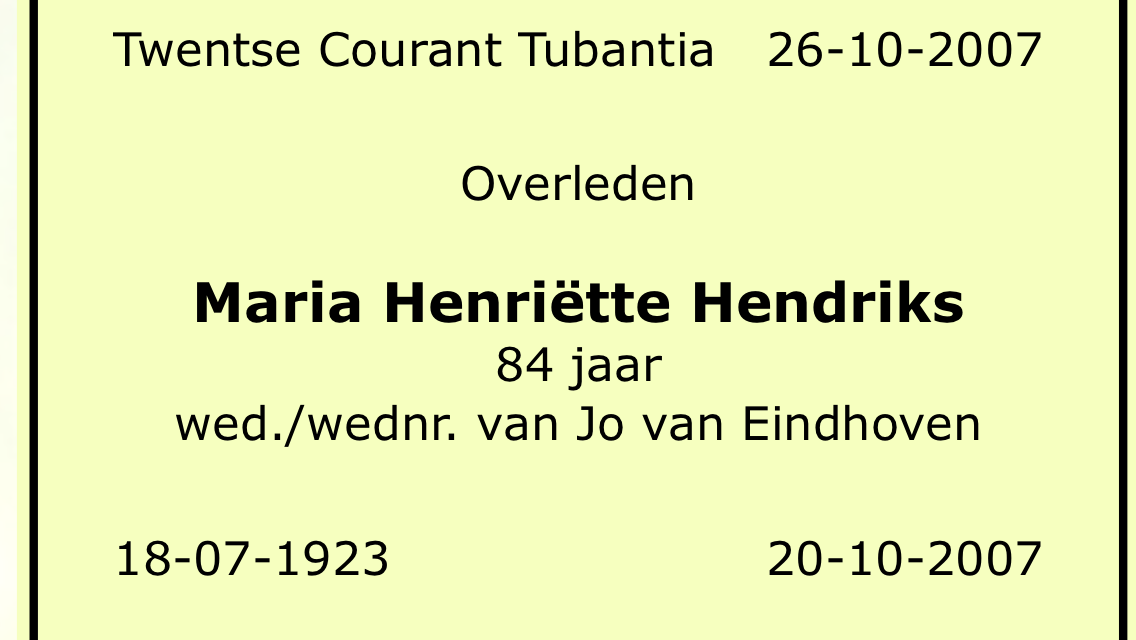 Twentse Courant Tubantia 26-10-2007
Overleden
Maria Henriëtte Hendriks
84 jaar
wed./wednr. van Jo van Eindhoven
18-07-1923 20-10-2007